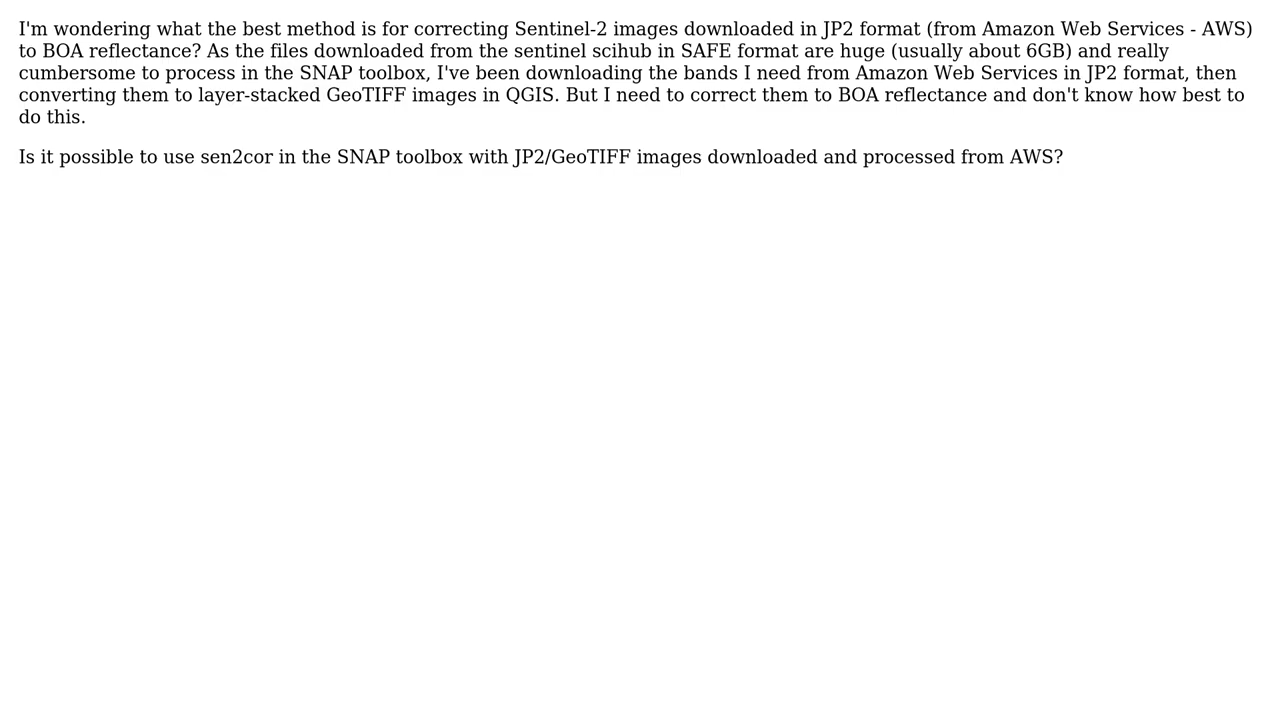 I'm wondering what the best method is for correcting Sentinel-2 images downloaded in JP2 format (from Amazon Web Services - AWS)
to BOA reflectance? As the files downloaded from the sentinel scihub in SAFE format are huge (usually about 6GB) and really
cumbersome to process in the SNAP toolbox, I've been downloading the bands I need from Amazon Web Services in JP2 format, then
converting them to layer-stacked GeoTIFF images in QGIS. But I need to correct them to BOA reflectance and don't know how best to
do this.
Is it possible to use sen2cor in the SNAP toolbox with JP2/GeoTIFF images downloaded and processed from AWS?